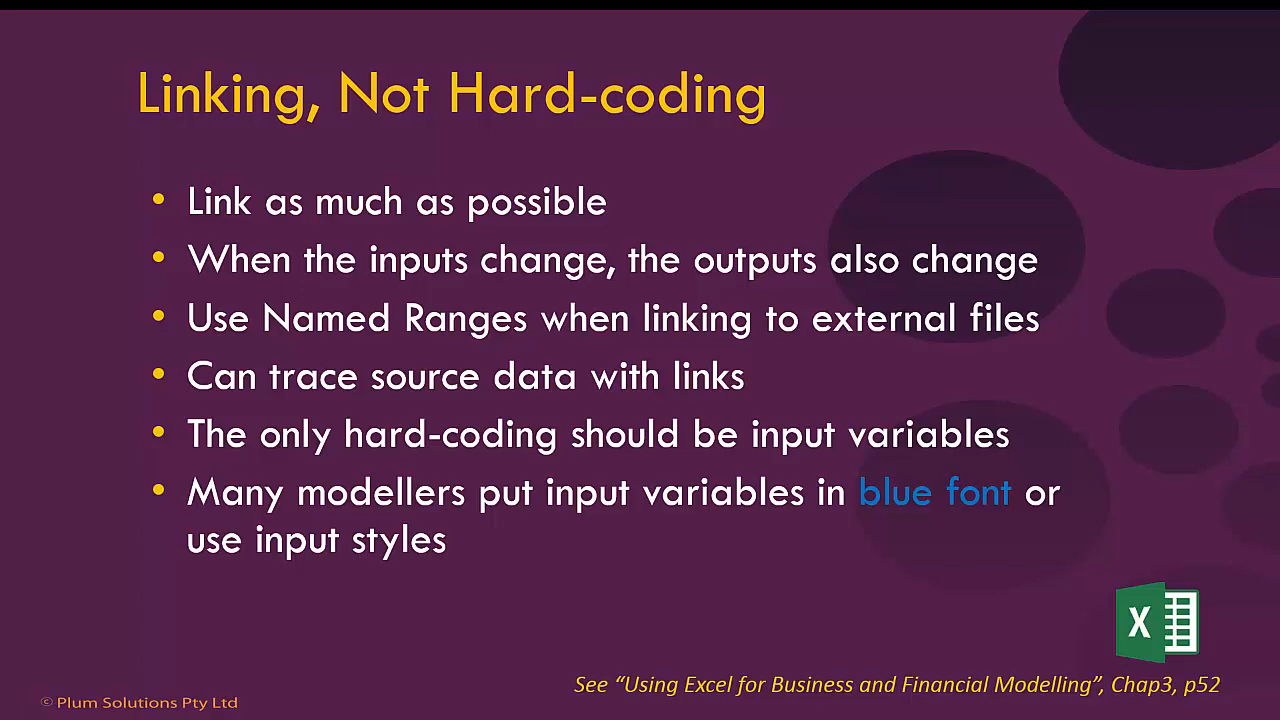 Linking, Not Hard-coding
• Link as much as possible
• When the inputs change, the outputs also change
• Use Named Ranges when linking to external files
• Can trace source data with links
• The only hard-coding should be input variables
• Many modellers put input variables in blue font or
use input styles
X
See “Using Excel for Business and Financial Modelling”, Chap3, p52
© Plum Solutions Pty Ltd